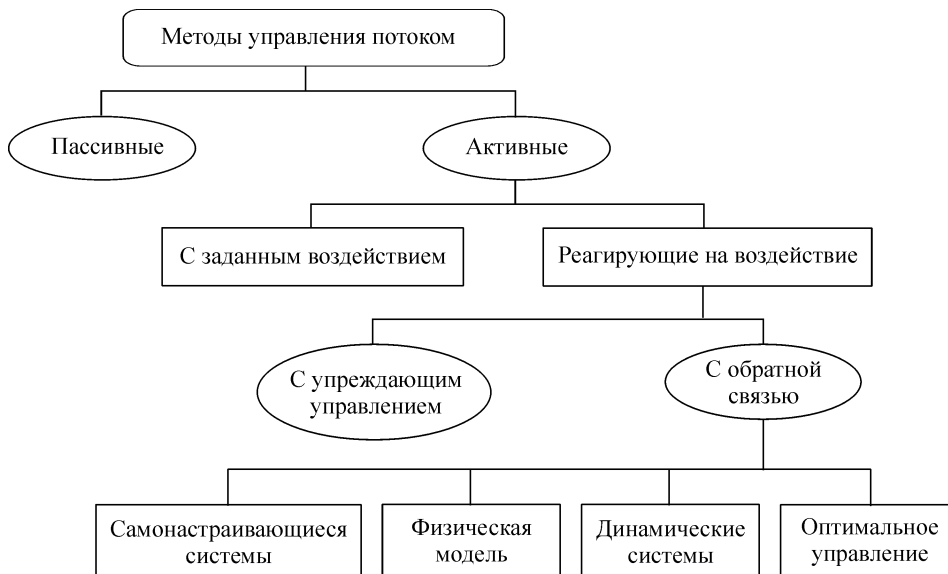 Методы управления потоком
Пассивные
Активные
С заданным воздействием
Реагирующие на воздействие
С упреждающим
управлением
С обратной
связью
Самонастраивающиеся
системы
Физическая
модель
Динамические
системы
Оптимальное
управление